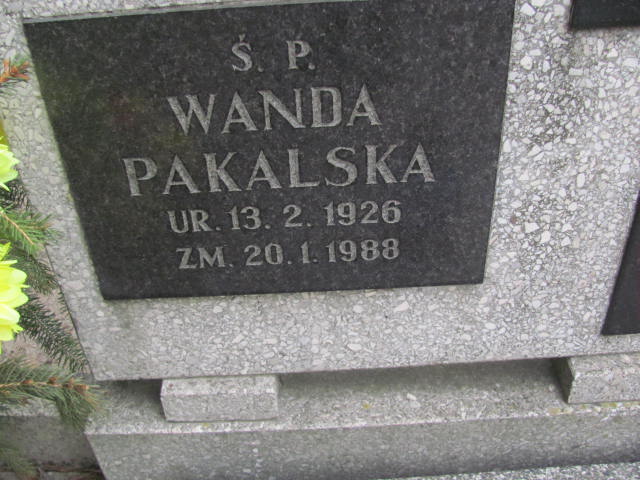 Ś. P.
WANDA
PAKALSKA
UR. 13. 2. 1926
ZM. 20. 1. 1988